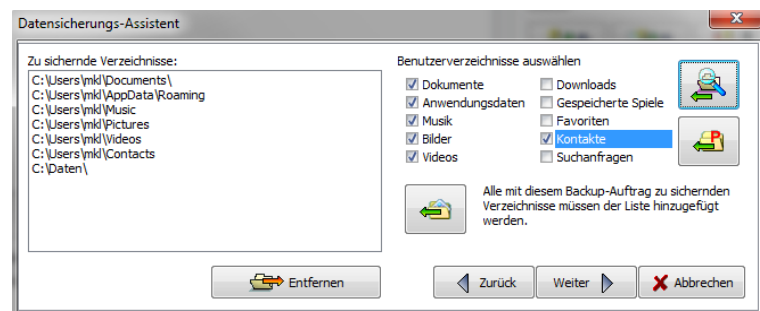 Datensicherungs-Assistent
Zu sichernde Verzeichnisse:
C:\Users\mkl\Documents\
C:\Users\mkl\AppData\Roaming
C:\Users\mkl\Music
C:\Users\mkl\Pictures
C:\Users\mkl\Videos
C:\Users\mkl\Contacts
C:\Daten\
Entfernen
Benutzerverzeichnisse auswählen
Dokumente
Anwendungsdaten
Musik
Bilder
Videos
Downloads
Gespeicherte Spiele
Favoriten
Kontakte
Suchanfragen
P
Alle mit diesem Backup-Auftrag zu sichernden
Verzeichnisse müssen der Liste hinzugefügt
werden.
Zurück
Weiter
Abbrechen